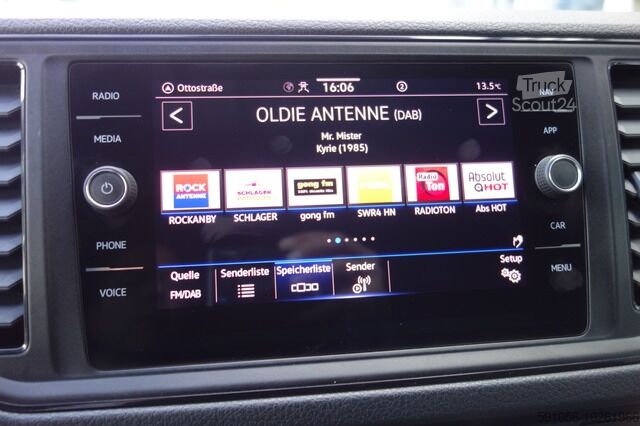 RADIO
MEDIA
PHONE
VOICE
Ottostraße
16:06
2
13.5°C
OLDIE ANTENNE (DAB)
Mr. Mister
Kyrie (1985)
ROCK
ANTENNE
SCHLAGER
gong fm
Radio
Ton
Absolut
HOT
ROCKANBY
SCHLAGER
gong fm
SWR4 HN
RADIOTON
Abs HOT
Quelle
FM/DAB
Senderliste
Speicherliste
Sender
Setup
NAV
APP
CAR
MENU
Truck
Scout24